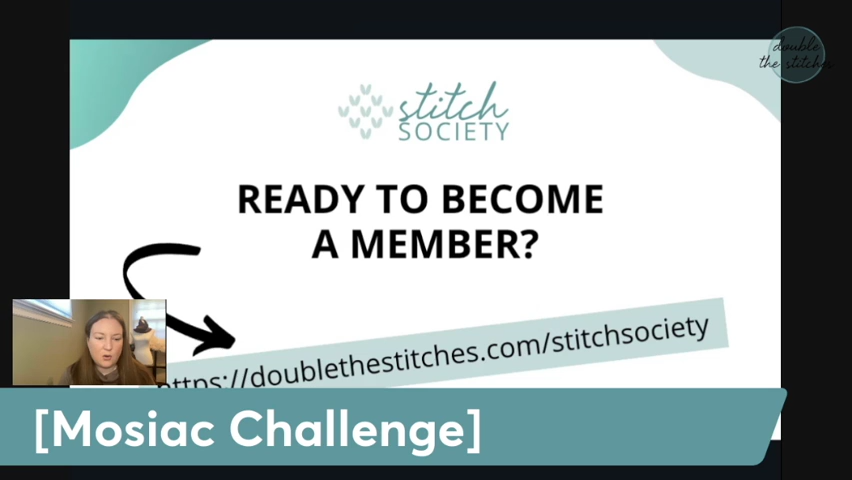 double
the stitches
stitch
SOCIETY
READY TO BECOME
A MEMBER?
https://doublethestitches.com/stitchsociety
[Mosiac Challenge]